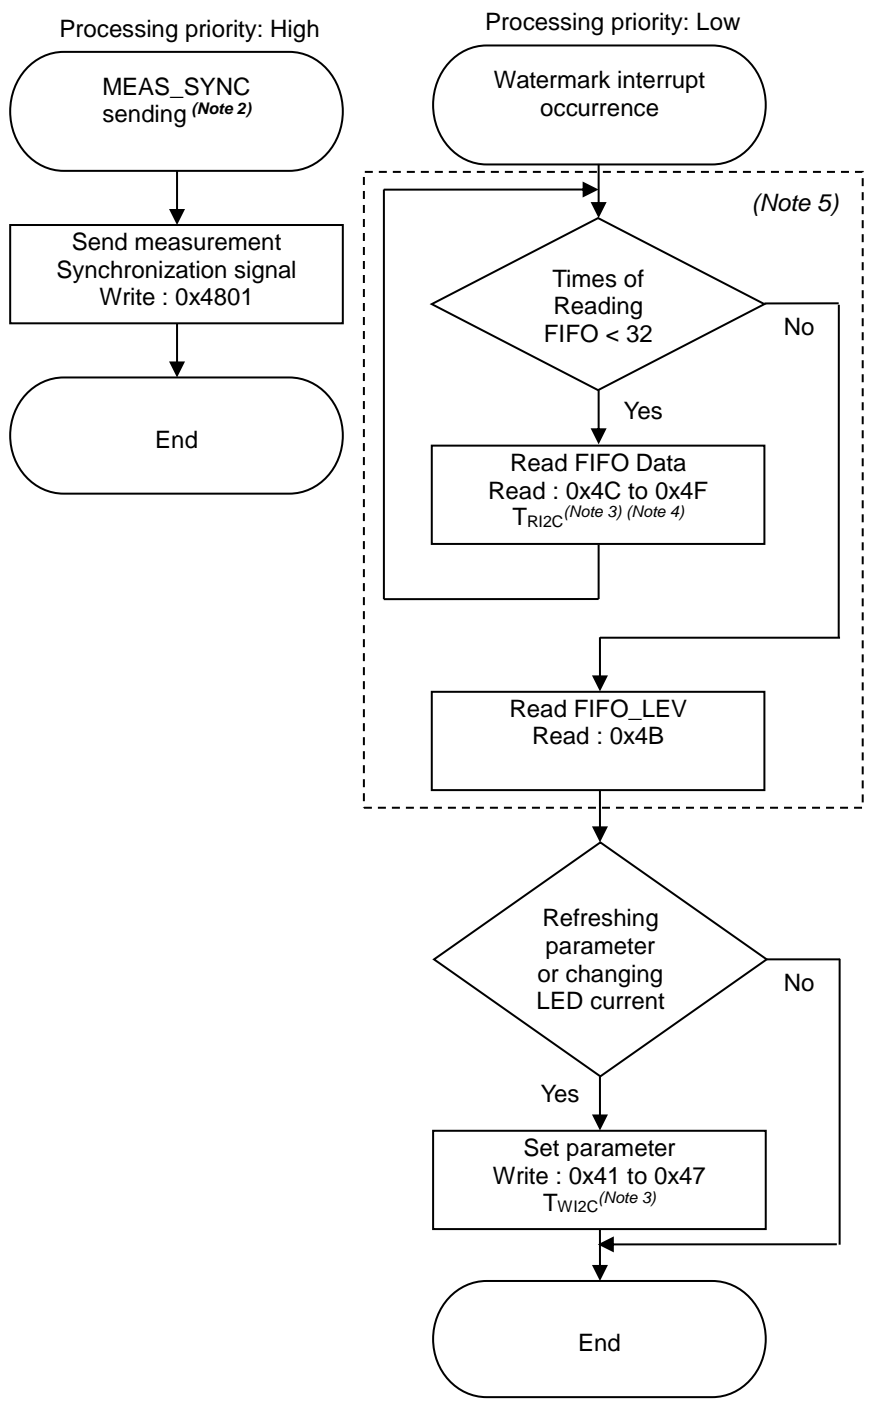 Processing priority: High
MEAS_SYNC
sending (Note 2)
Send measurement
Synchronization signal
Write : 0x4801
End
Processing priority: Low
Watermark interrupt
occurrence
(Note 5)
Times of
Reading
FIFO < 32
No
Yes
Read FIFO Data
Read : 0x4C to 0x4F
TRI2C(Note 3) (Note 4)
Read FIFO_LEV
Read : 0x4B
Refreshing
parameter
or changing
LED current
No
Yes
Set parameter
Write : 0x41 to 0x47
TWI2C(Note 3)
End